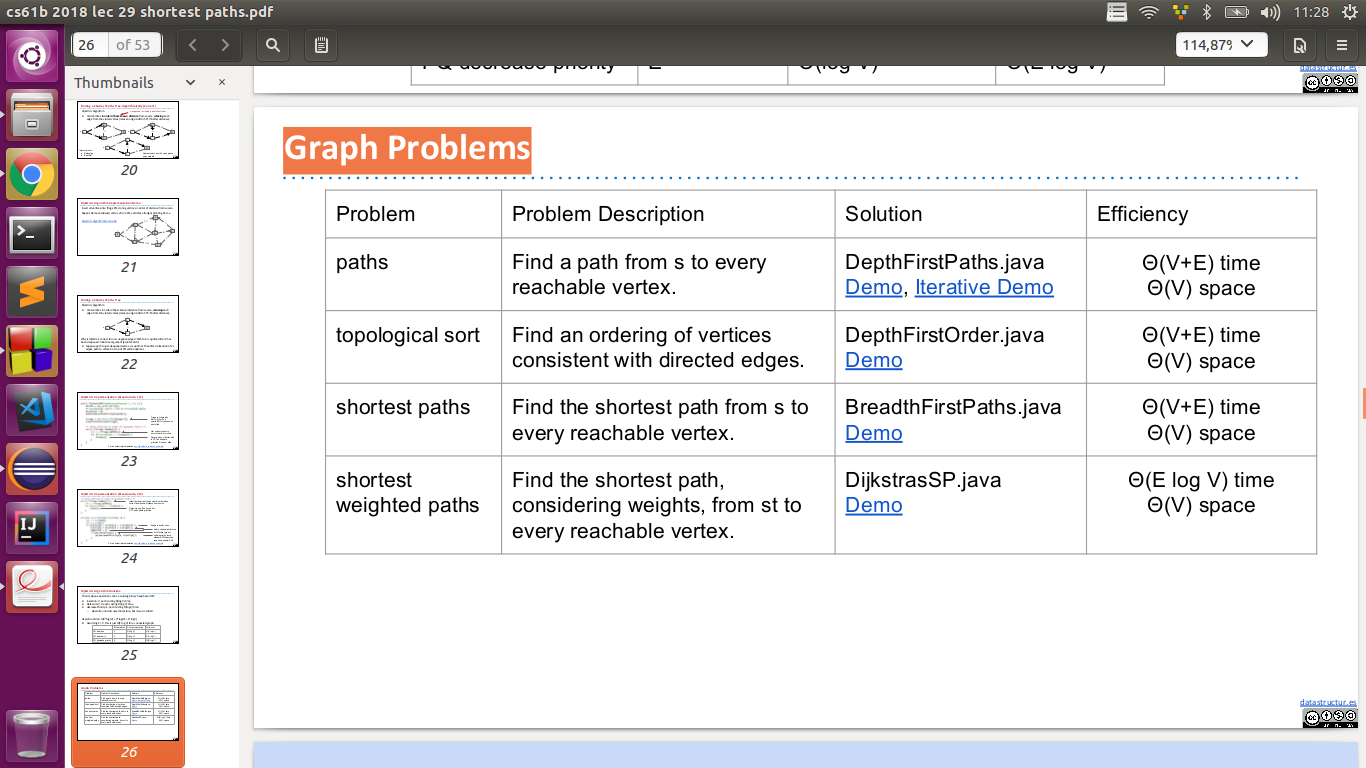 cs61b 2018 lec 29 shortest paths.pdf
11:28
26 of 53
114,87%
Thumbnails
20
21
22
23
24
25
26
datastructur.es
Graph Problems
Problem
Problem Description
Solution
Efficiency
paths
Find a path from s to every
reachable vertex.
DepthFirstPaths.java
Demo, Iterative Demo
Θ(V+E) time
Θ(V) space
topological sort
Find an ordering of vertices
consistent with directed edges.
DepthFirstOrder.java
Demo
Θ(V+E) time
Θ(V) space
shortest paths
Find the shortest path from s to
every reachable vertex.
BreadthFirstPaths.java
Demo
Θ(V+E) time
Θ(V) space
shortest
weighted paths
Find the shortest path,
considering weights, from st to
every reachable vertex.
DijkstrasSP.java
Demo
Θ(E log V) time
Θ(V) space
datastructur.es